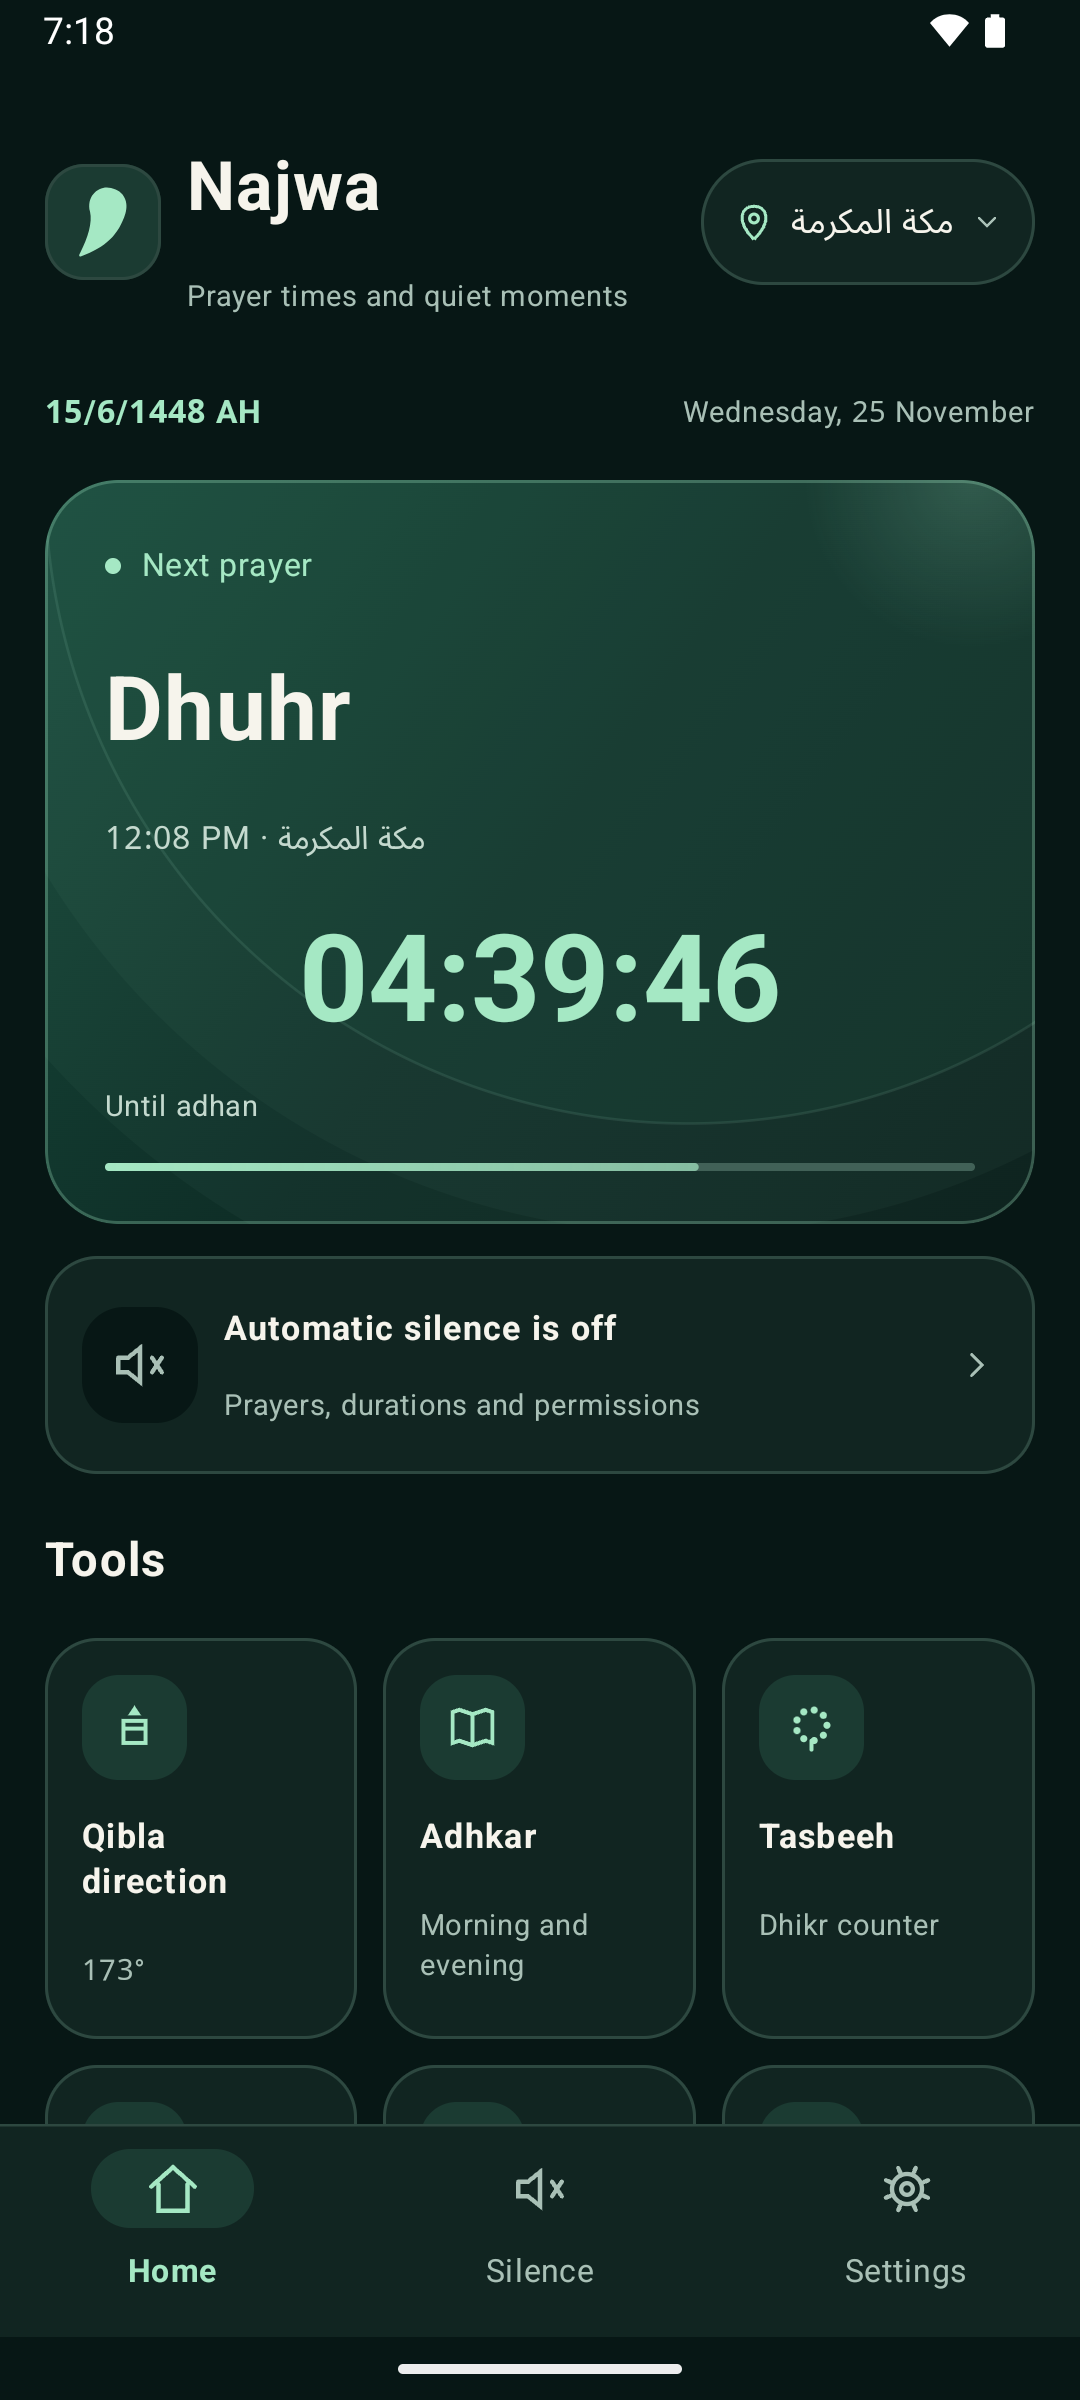 7:18
Najwa
مكة المكرمة
Prayer times and quiet moments
15/6/1448 AH
Wednesday, 25 November
Next prayer
Dhuhr
12:08 PM · مكة المكرمة
04:39:46
Until adhan
Automatic silence is off
Prayers, durations and permissions
Tools
Qibla
direction
173°
Adhkar
Morning and
evening
Tasbeeh
Dhikr counter
Home
Silence
Settings